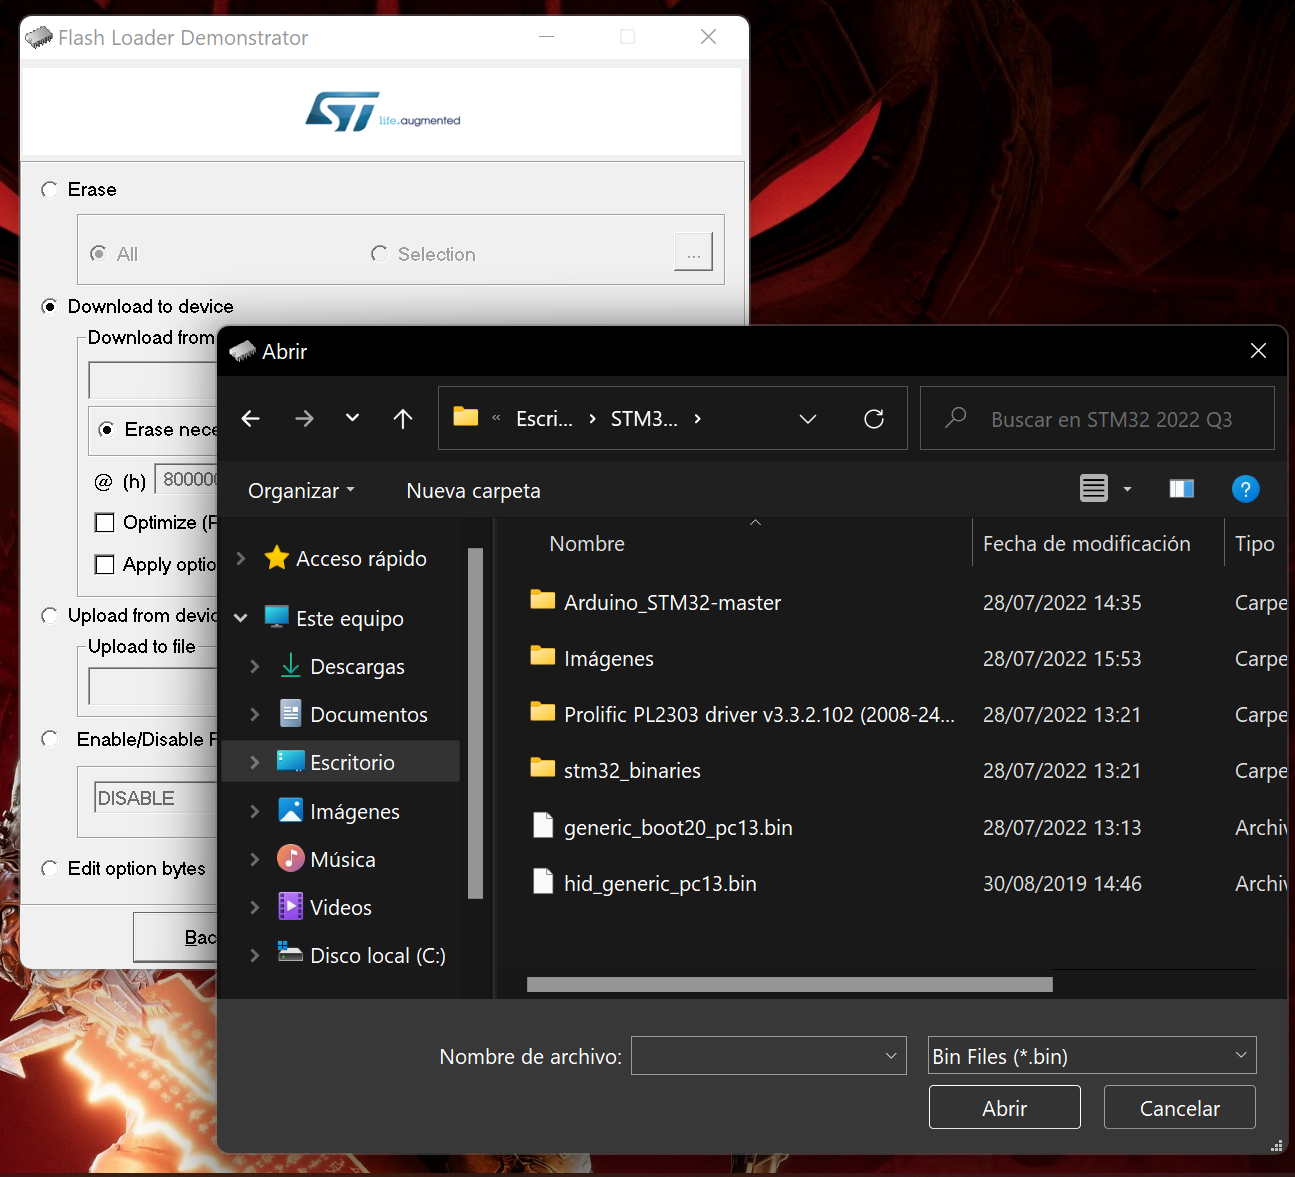 Flash Loader Demonstrator
ST life.augmented
Erase
All
Selection
...
Download to device
Download from
Erase nece
@ (h) 800000
Optimize (F
Apply optio
Upload from devic
Upload to file
Enable/Disable F
DISABLE
Edit option bytes
Bac
Abrir
« Escri... › STM3... ›
Buscar en STM32 2022 Q3
Organizar
Nueva carpeta
?
Acceso rápido
Este equipo
Descargas
Documentos
Escritorio
Imágenes
Música
Videos
Disco local (C:)
Nombre Fecha de modificación Tipo
Arduino_STM32-master 28/07/2022 14:35 Carpe
Imágenes 28/07/2022 15:53 Carpe
Prolific PL2303 driver v3.3.2.102 (2008-24... 28/07/2022 13:21 Carpe
stm32_binaries 28/07/2022 13:21 Carpe
generic_boot20_pc13.bin 28/07/2022 13:13 Archiv
hid_generic_pc13.bin 30/08/2019 14:46 Archiv
Nombre de archivo:
Bin Files (*.bin)
Abrir
Cancelar